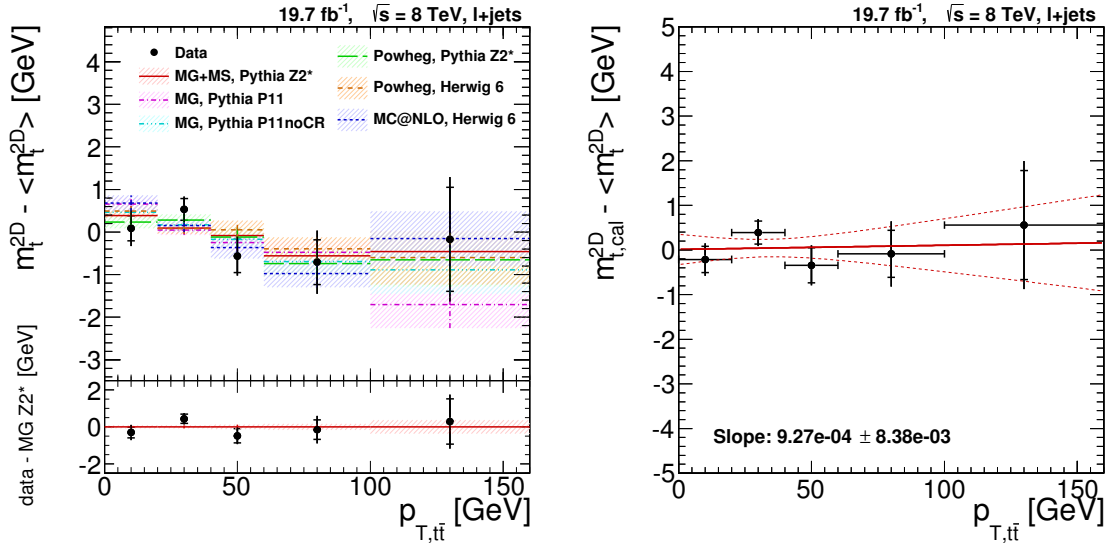 19.7 fb⁻¹, √s = 8 TeV, l+jets
m_t^2D - <m_t^2D> [GeV]
4
3
2
1
0
-1
-2
-3
Data
MG+MS, Pythia Z2*
MG, Pythia P11
MG, Pythia P11noCR
Powheg, Pythia Z2*
Powheg, Herwig 6
MC@NLO, Herwig 6
data - MG Z2* [GeV]
2
0
-2
0 50 100 150
p_T,tt̄ [GeV]
19.7 fb⁻¹, √s = 8 TeV, l+jets
m_t,cal^2D - <m_t^2D> [GeV]
5
4
3
2
1
0
-1
-2
-3
-4
-5
Slope: 9.27e-04 ± 8.38e-03
0 50 100 150
p_T,tt̄ [GeV]